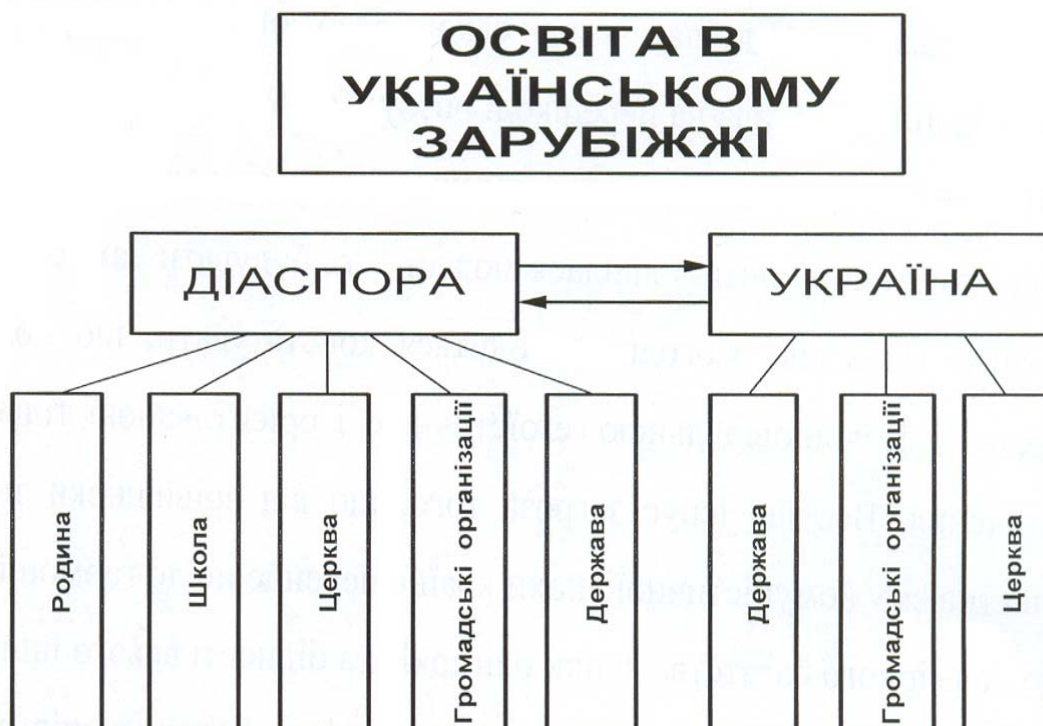 ОСВІТА В
УКРАЇНСЬКОМУ
ЗАРУБІЖЖІ
ДІАСПОРА
УКРАЇНА
Родина
Школа
Церква
Громадські організації
Держава
Держава
Громадські організації
Церква